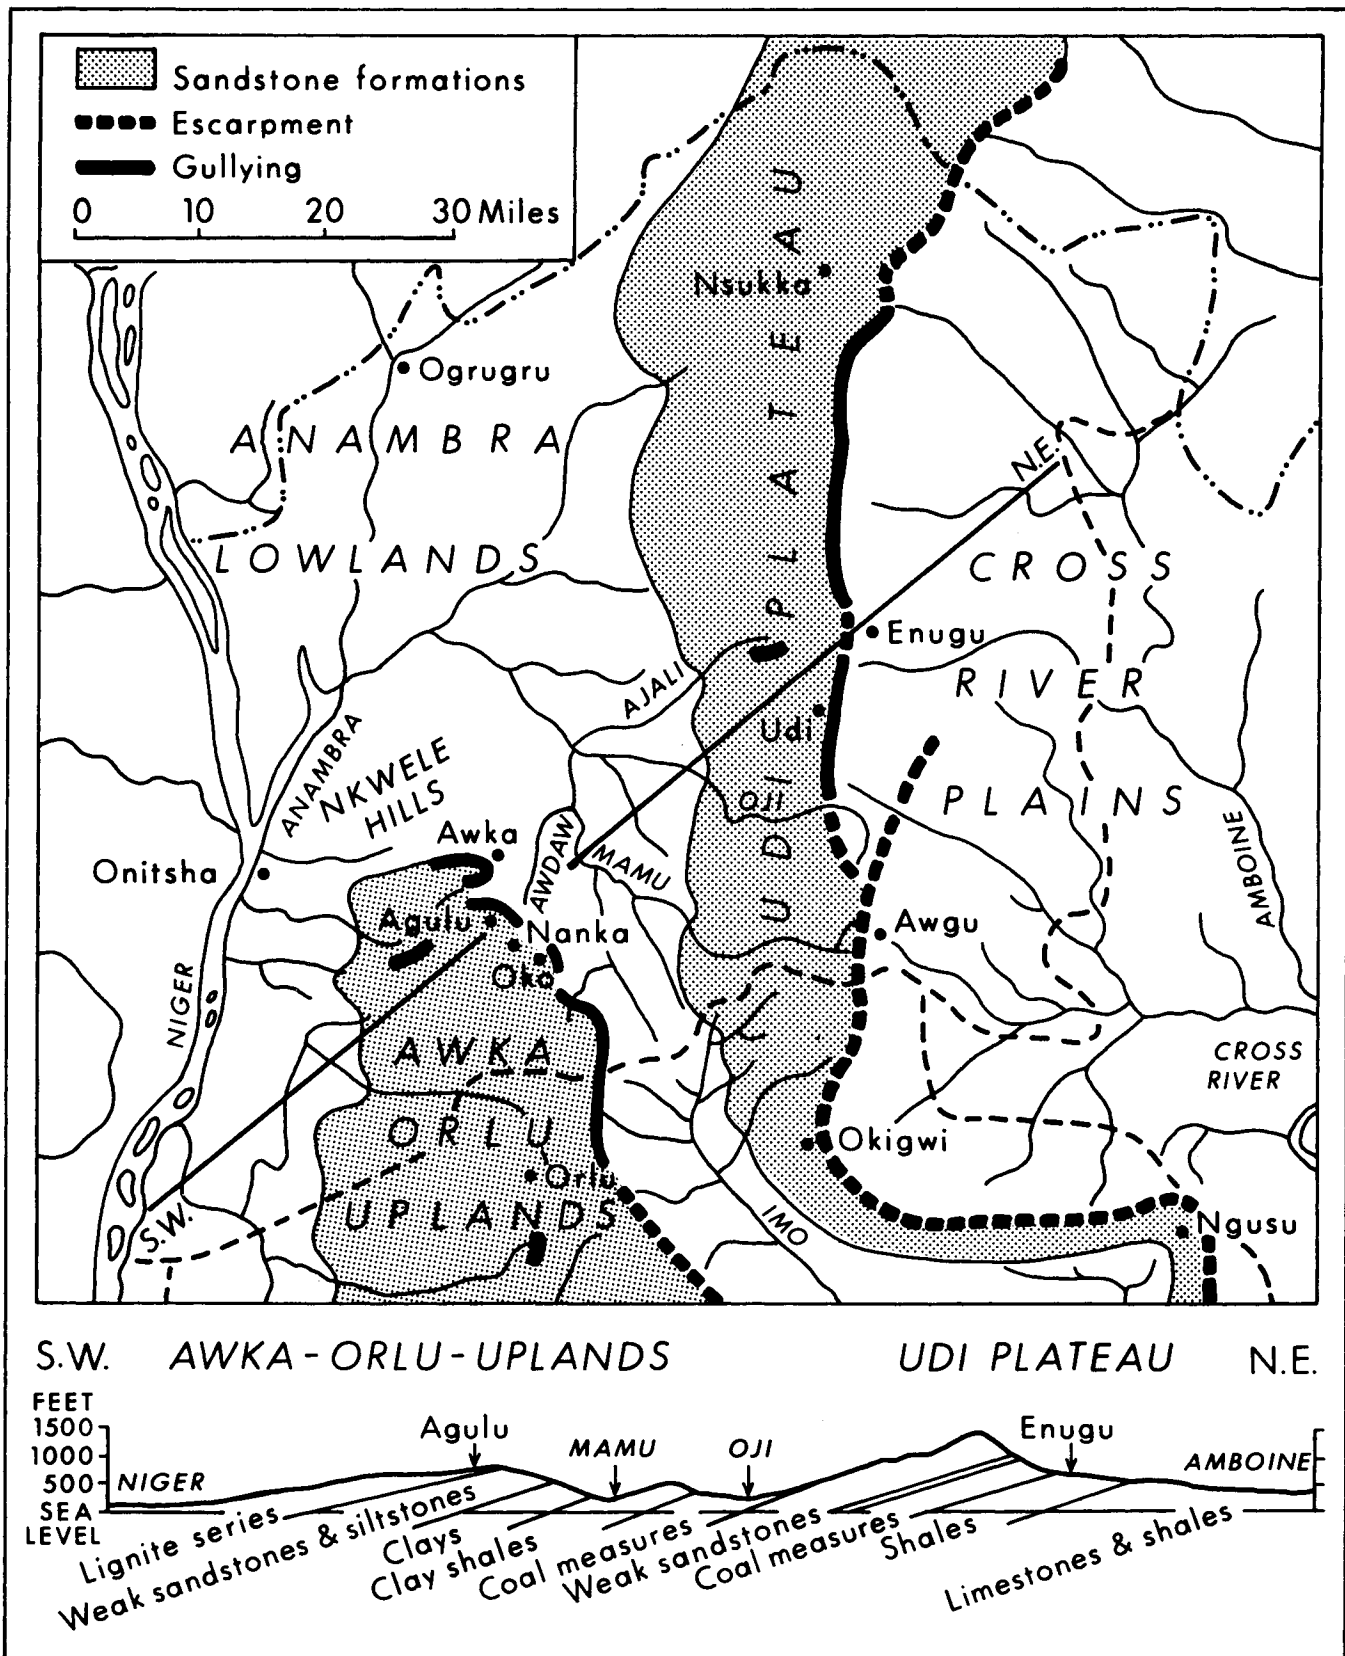 Sandstone formations
Escarpment
Gullying
0 10 20 30 Miles
UDI PLATEAU
Nsukka
Ogrugru
ANAMBRA
LOWLANDS
N.E.
CROSS
RIVER
PLAINS
Enugu
AJALI
Udi
OJI
ANAMBRA
NKWELE
HILLS
Awka
AWDAW
MAMU
Onitsha
AMBOINE
Agulu
Nanka
Oko
Awgu
NIGER
AWKA
ORLU
UPLANDS
CROSS
RIVER
Okigwi
Orlu
IMO
Ngusu
S.W.
S.W. AWKA-ORLU-UPLANDS UDI PLATEAU N.E.
FEET
1500
1000
500
SEA
LEVEL
NIGER
Agulu
MAMU
OJI
Enugu
AMBOINE
Lignite series
Weak sandstones & siltstones
Clays
Clay shales
Coal measures
Weak sandstones
Coal measures
Shales
Limestones & shales